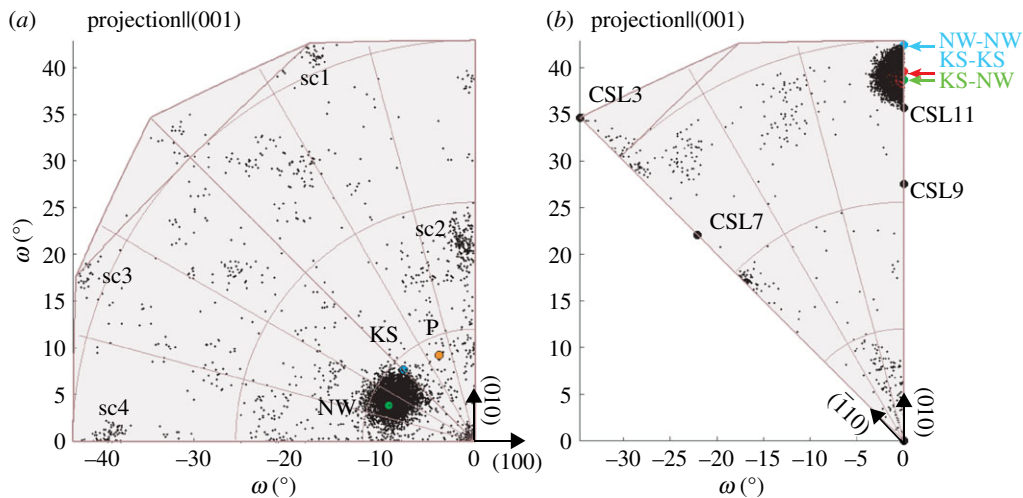 (a) projection||(001)
40
35
30
25
20
15
10
5
0
ω (°)
sc1
sc2
sc3
sc4
KS
P
NW
(010)
(100)
−40
−30
−20
−10
0
ω (°)
(b) projection||(001)
40
35
30
25
20
15
10
5
0
ω (°)
NW-NW
KS-KS
KS-NW
CSL3
CSL11
CSL9
CSL7
(1̄10)
(010)
−30
−25
−20
−15
−10
−5
0
ω (°)